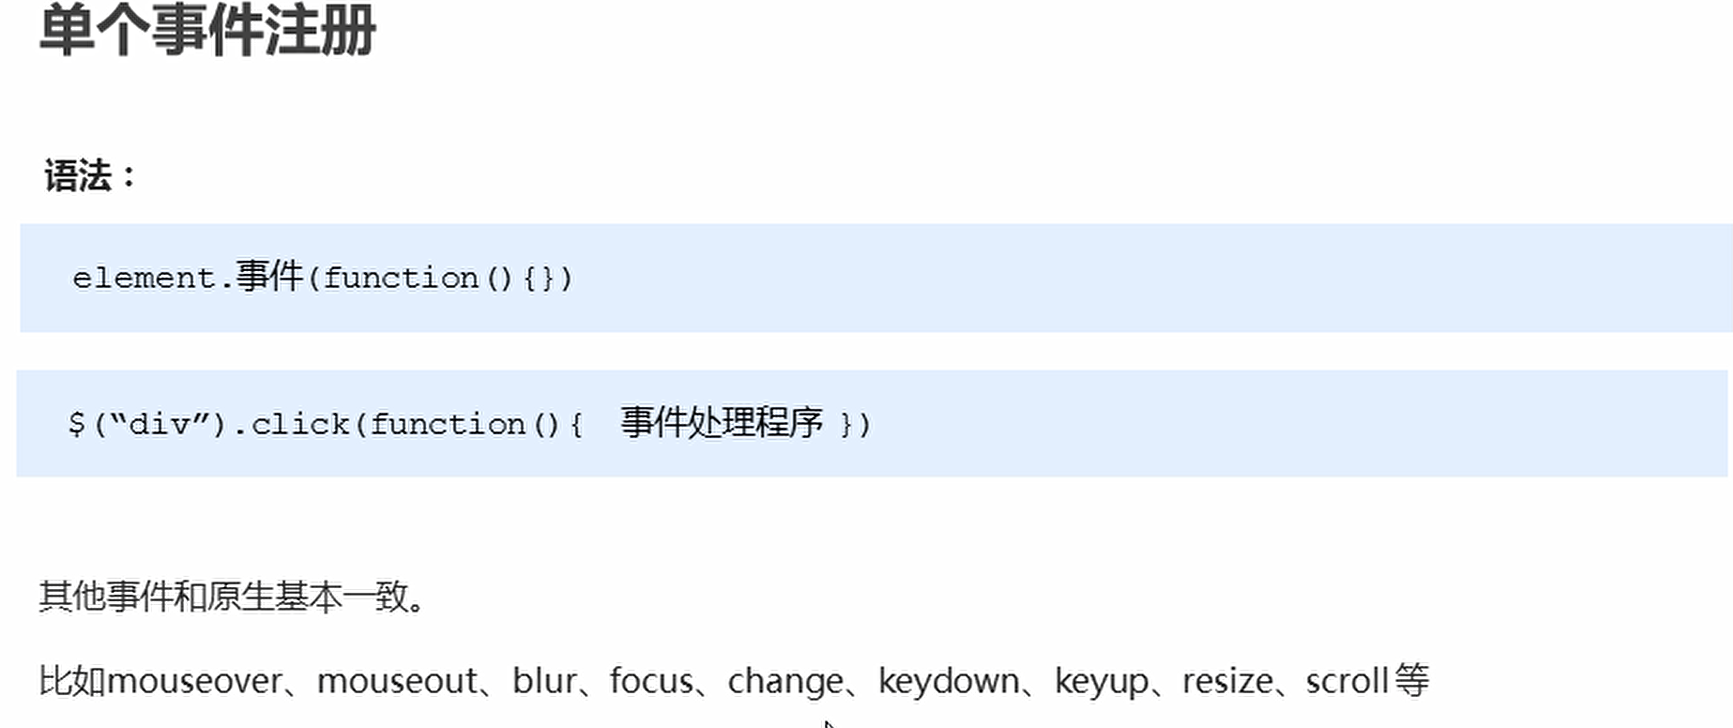 单个事件注册
语法：
element.事件(function(){})
$(“div”).click(function(){  事件处理程序 })
其他事件和原生基本一致。
比如mouseover、mouseout、blur、focus、change、keydown、keyup、resize、scroll 等